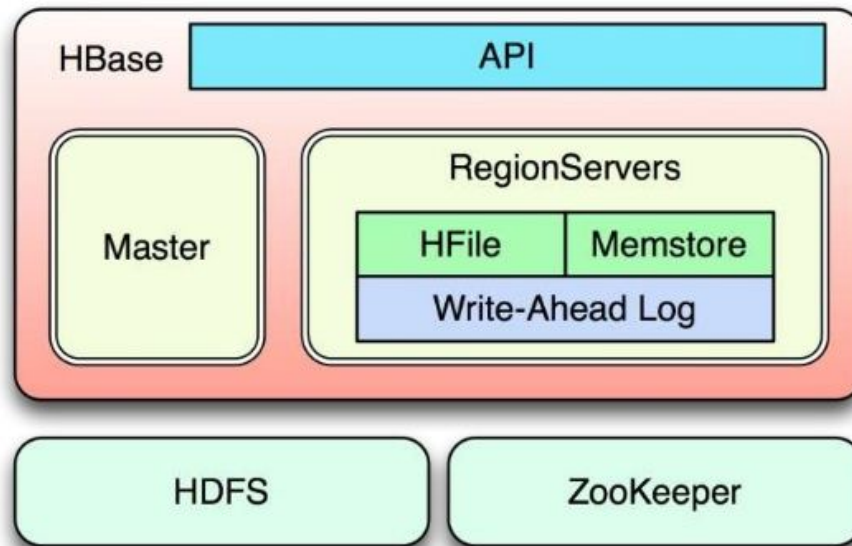 HBase
API
Master
RegionServers
HFile
Memstore
Write-Ahead Log
HDFS
ZooKeeper